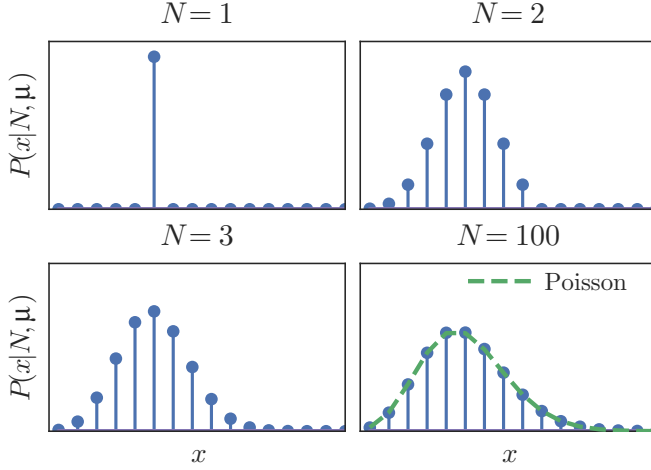 N = 1
N = 2
P(x|N, μ)
N = 3
N = 100
P(x|N, μ)
Poisson
x
x